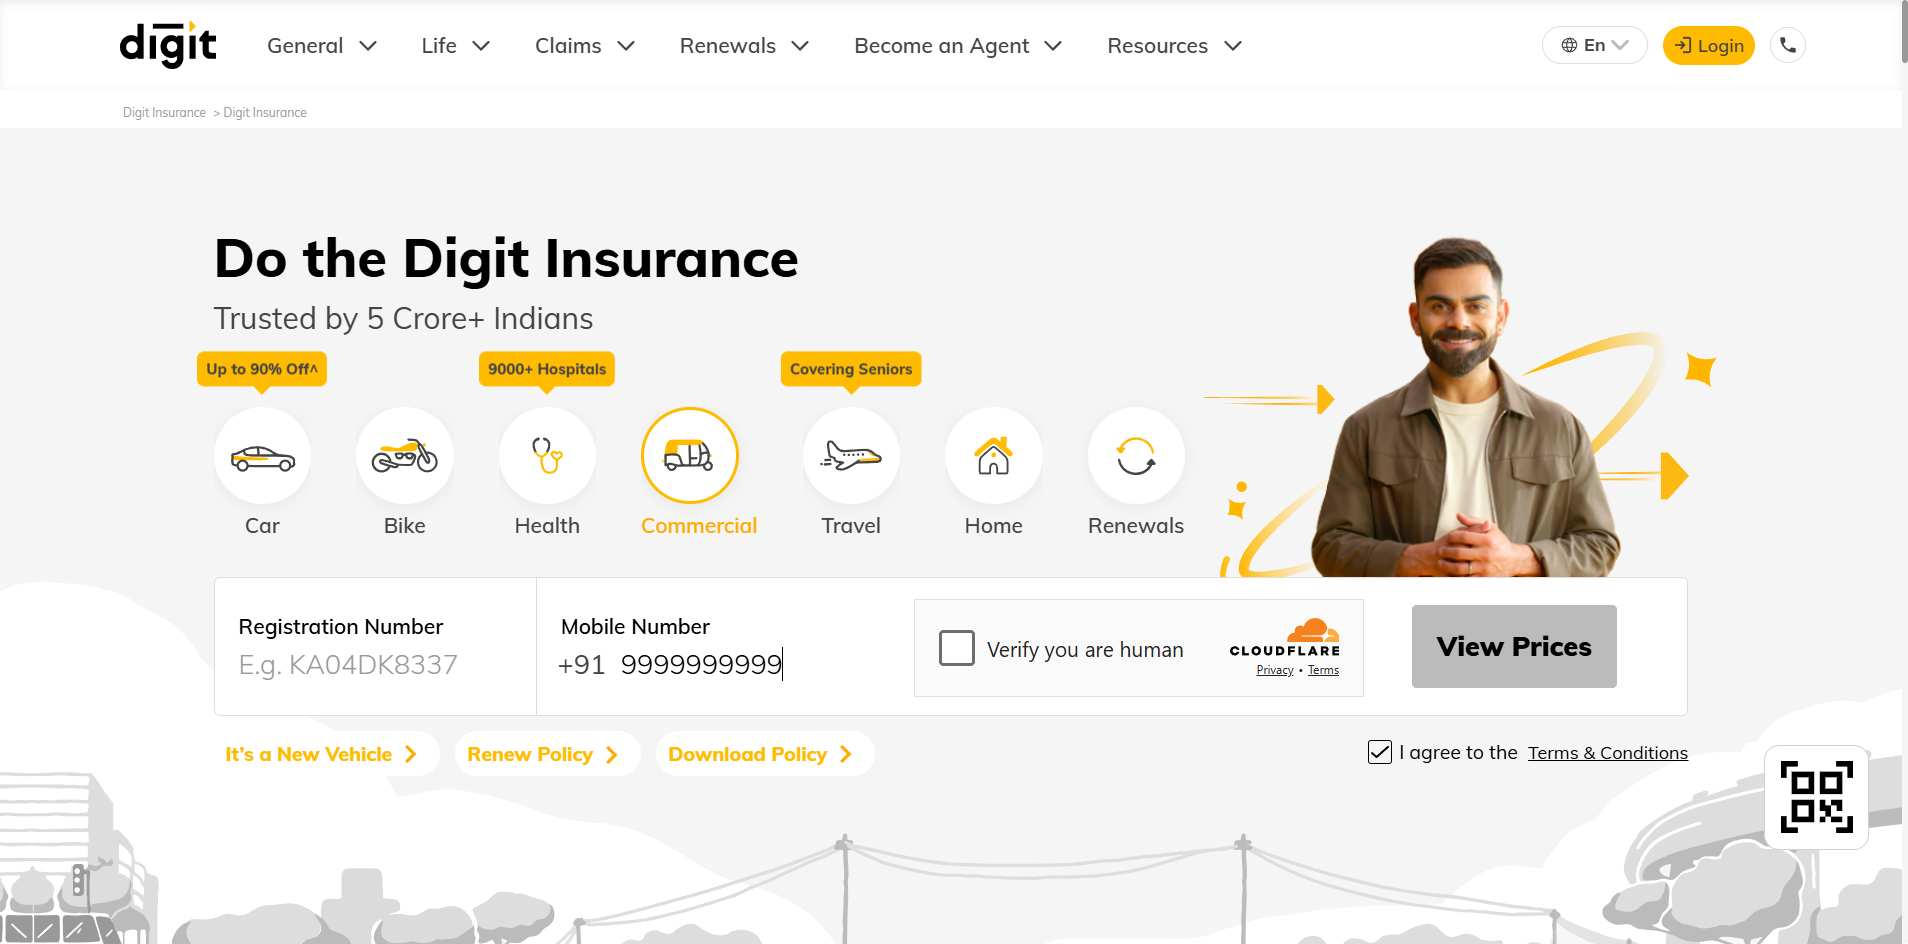 digit
General
Life
Claims
Renewals
Become an Agent
Resources
En
Login
Digit Insurance > Digit Insurance
Do the Digit Insurance
Trusted by 5 Crore+ Indians
Up to 90% Off^
9000+ Hospitals
Covering Seniors
Car
Bike
Health
Commercial
Travel
Home
Renewals
Registration Number
E.g. KA04DK8337
Mobile Number
+91 9999999999
Verify you are human
CLOUDFLARE
Privacy • Terms
View Prices
It's a New Vehicle
Renew Policy
Download Policy
I agree to the Terms & Conditions